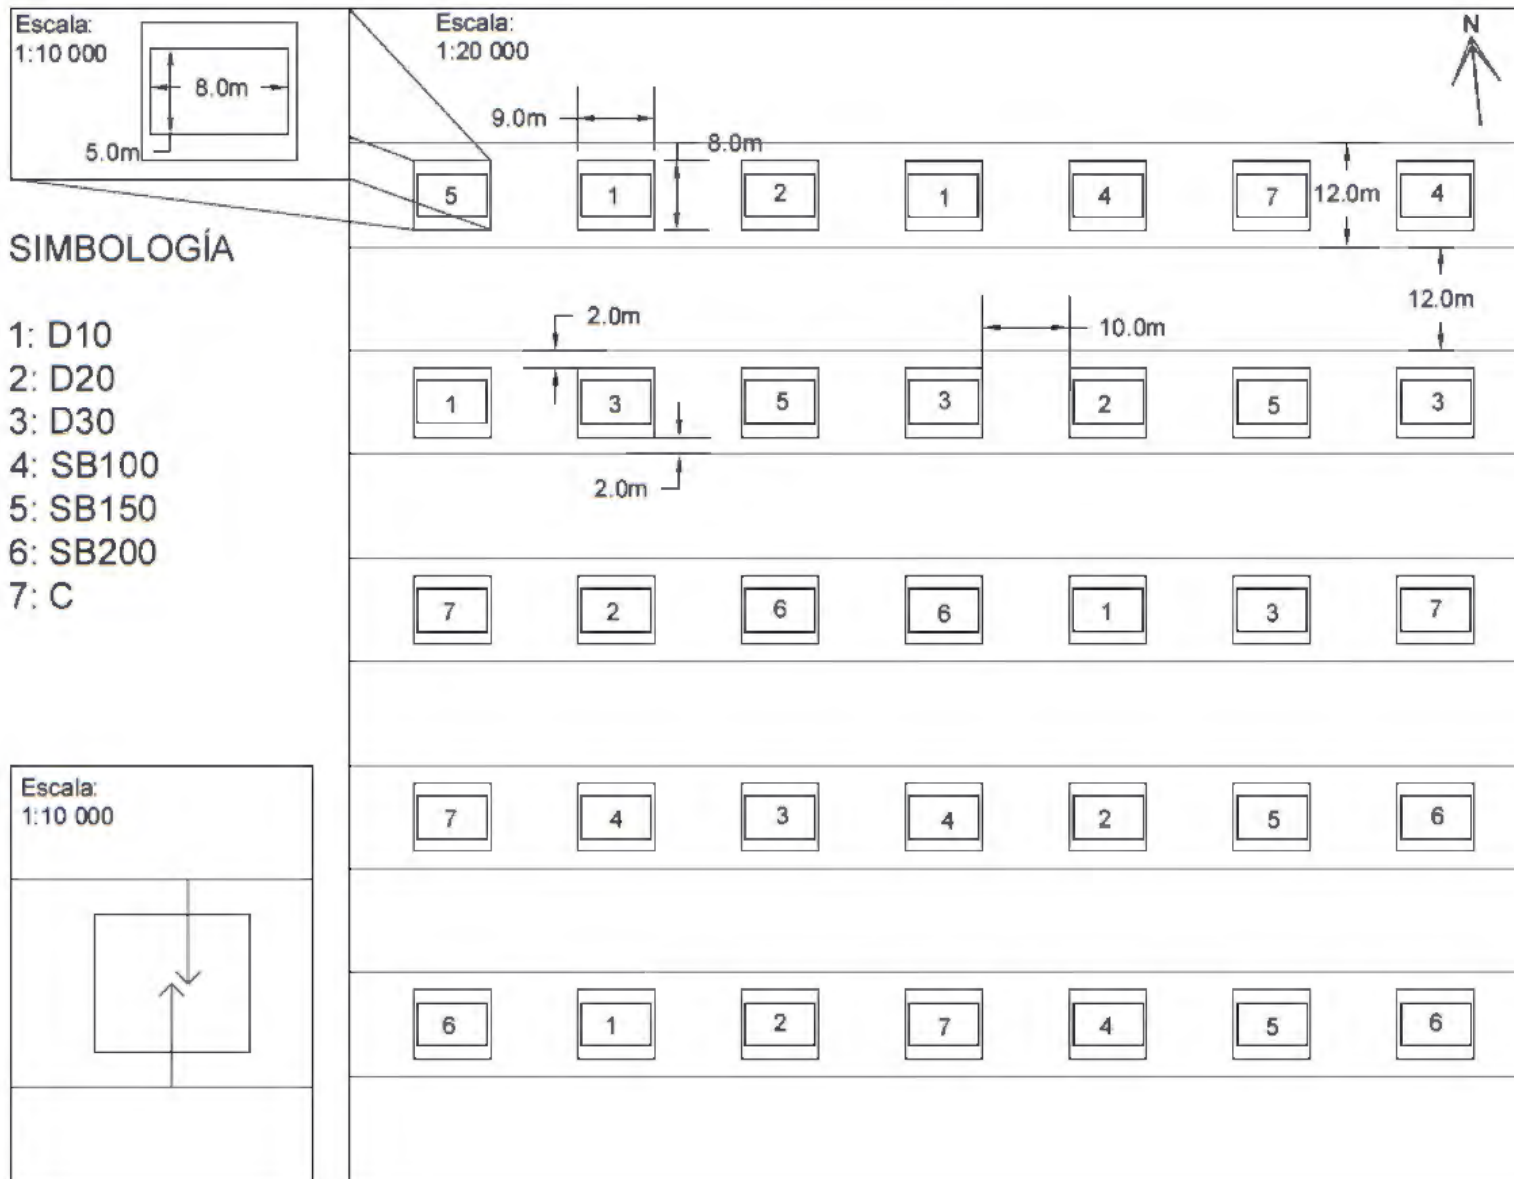 Escala:
1:10 000
8.0m
5.0m
Escala:
1:20 000
N
9.0m
8.0m
5 1 2 1 4 7 12.0m 4
12.0m
SIMBOLOGÍA
1: D10
2: D20
3: D30
4: SB100
5: SB150
6: SB200
7: C
2.0m
10.0m
1 3 5 3 2 5 3
2.0m
7 2 6 6 1 3 7
Escala:
1:10 000
7 4 3 4 2 5 6
6 1 2 7 4 5 6